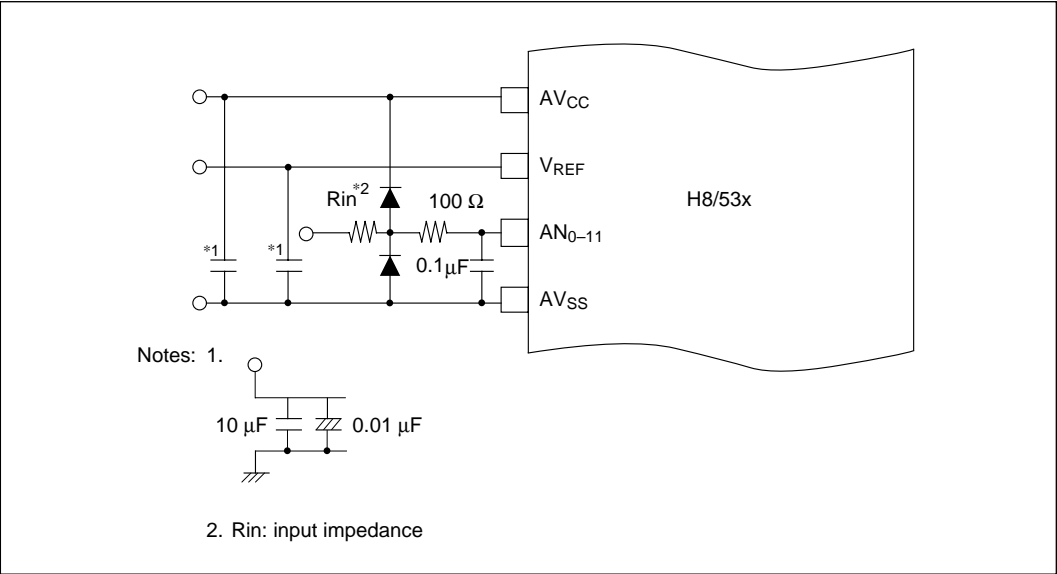 AVCC
VREF
H8/53x
Rin*2
100 Ω
AN0–11
*1
*1
0.1μF
AVSS
Notes: 1.
10 μF
0.01 μF
2. Rin: input impedance